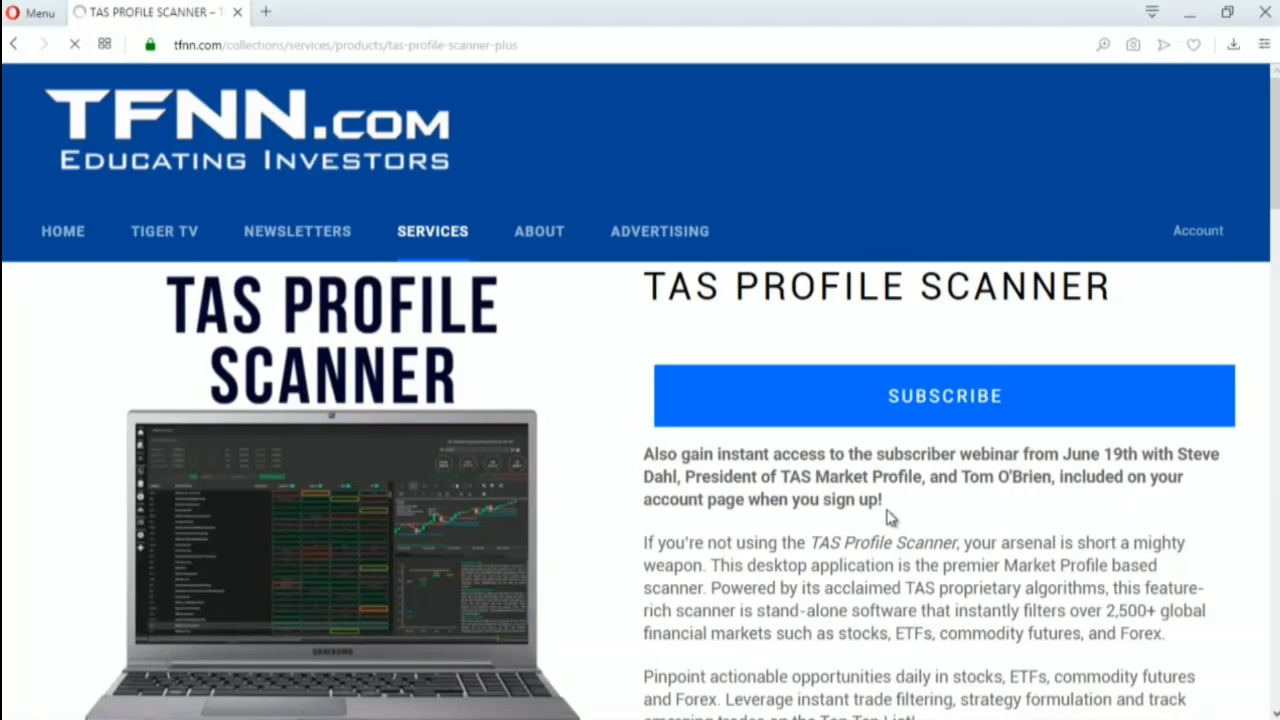 Menu
TAS PROFILE SCANNER – T
tfnn.com/collections/services/products/tas-profile-scanner-plus
TFNN.COM
EDUCATING INVESTORS
HOME TIGER TV NEWSLETTERS SERVICES ABOUT ADVERTISING Account
TAS PROFILE
SCANNER
SAMSUNG
TAS PROFILE SCANNER
SUBSCRIBE
Also gain instant access to the subscriber webinar from June 19th with Steve
Dahl, President of TAS Market Profile, and Tom O'Brien, included on your
account page when you sign up!
If you're not using the TAS Profile Scanner, your arsenal is short a mighty
weapon. This desktop application is the premier Market Profile based
scanner. Powered by its acclaimed TAS proprietary algorithms, this feature-
rich scanner is stand-alone software that instantly filters over 2,500+ global
financial markets such as stocks, ETFs, commodity futures, and Forex.
Pinpoint actionable opportunities daily in stocks, ETFs, commodity futures
and Forex. Leverage instant trade filtering, strategy formulation and track
emerging trades on the Top Ten List!